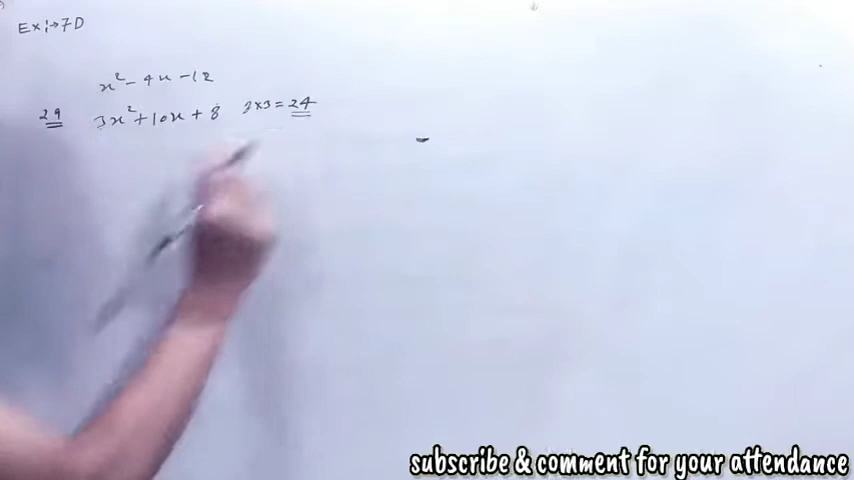 Ex:→7D
x² - 4x - 12
29 3x² + 10x + 8 8×3 = 24
subscribe & comment for your attendance